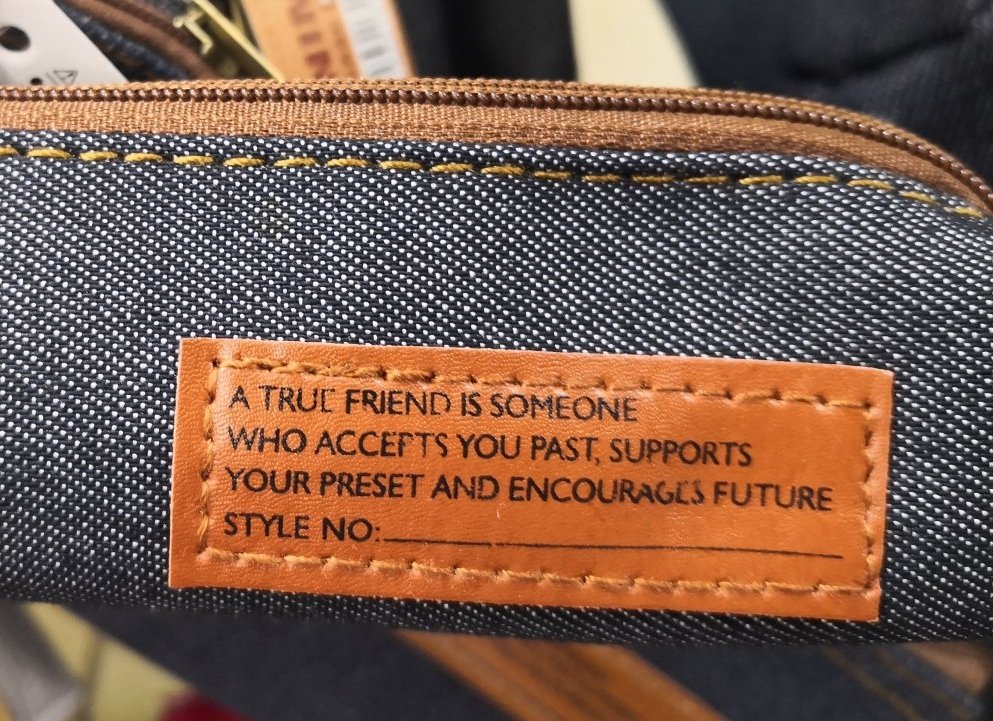 A TRUE FRIEND IS SOMEONE
WHO ACCEPTS YOU PAST, SUPPORTS
YOUR PRESET AND ENCOURAGES FUTURE
STYLE NO: